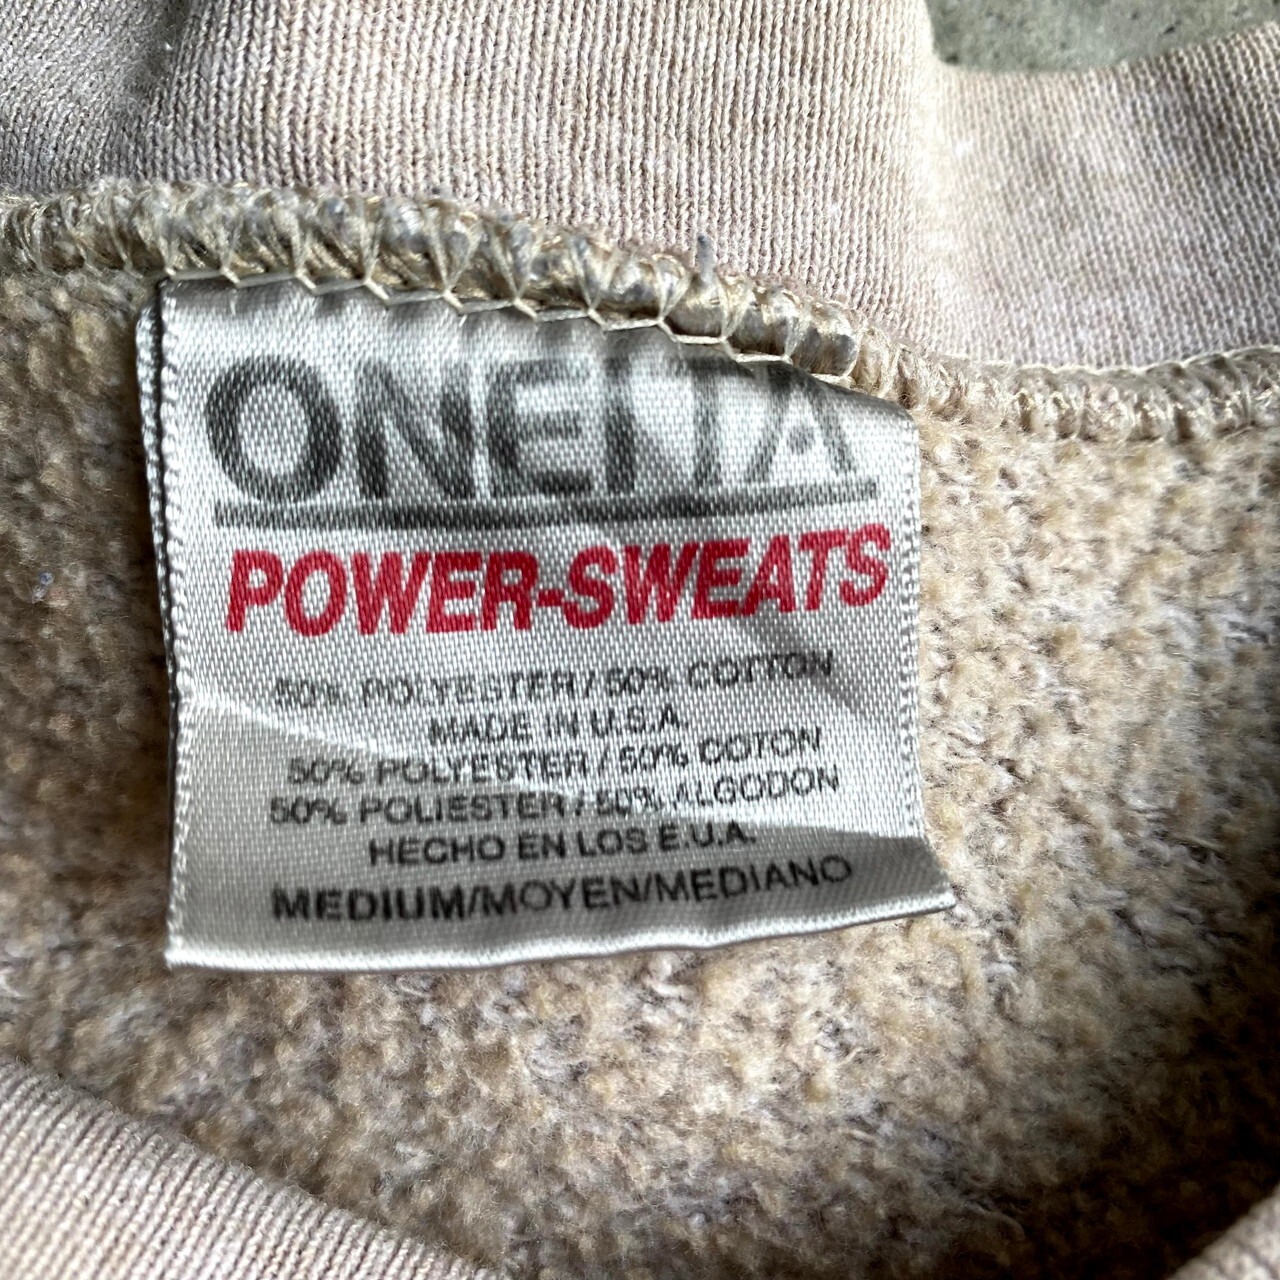 ONEITA
POWER-SWEATS
50% POLYESTER / 50% COTTON
MADE IN U.S.A.
50% POLYESTER / 50% COTON
50% POLIESTER / 50% ALGODON
HECHO EN LOS E.U.A.
MEDIUM/MOYEN/MEDIANO